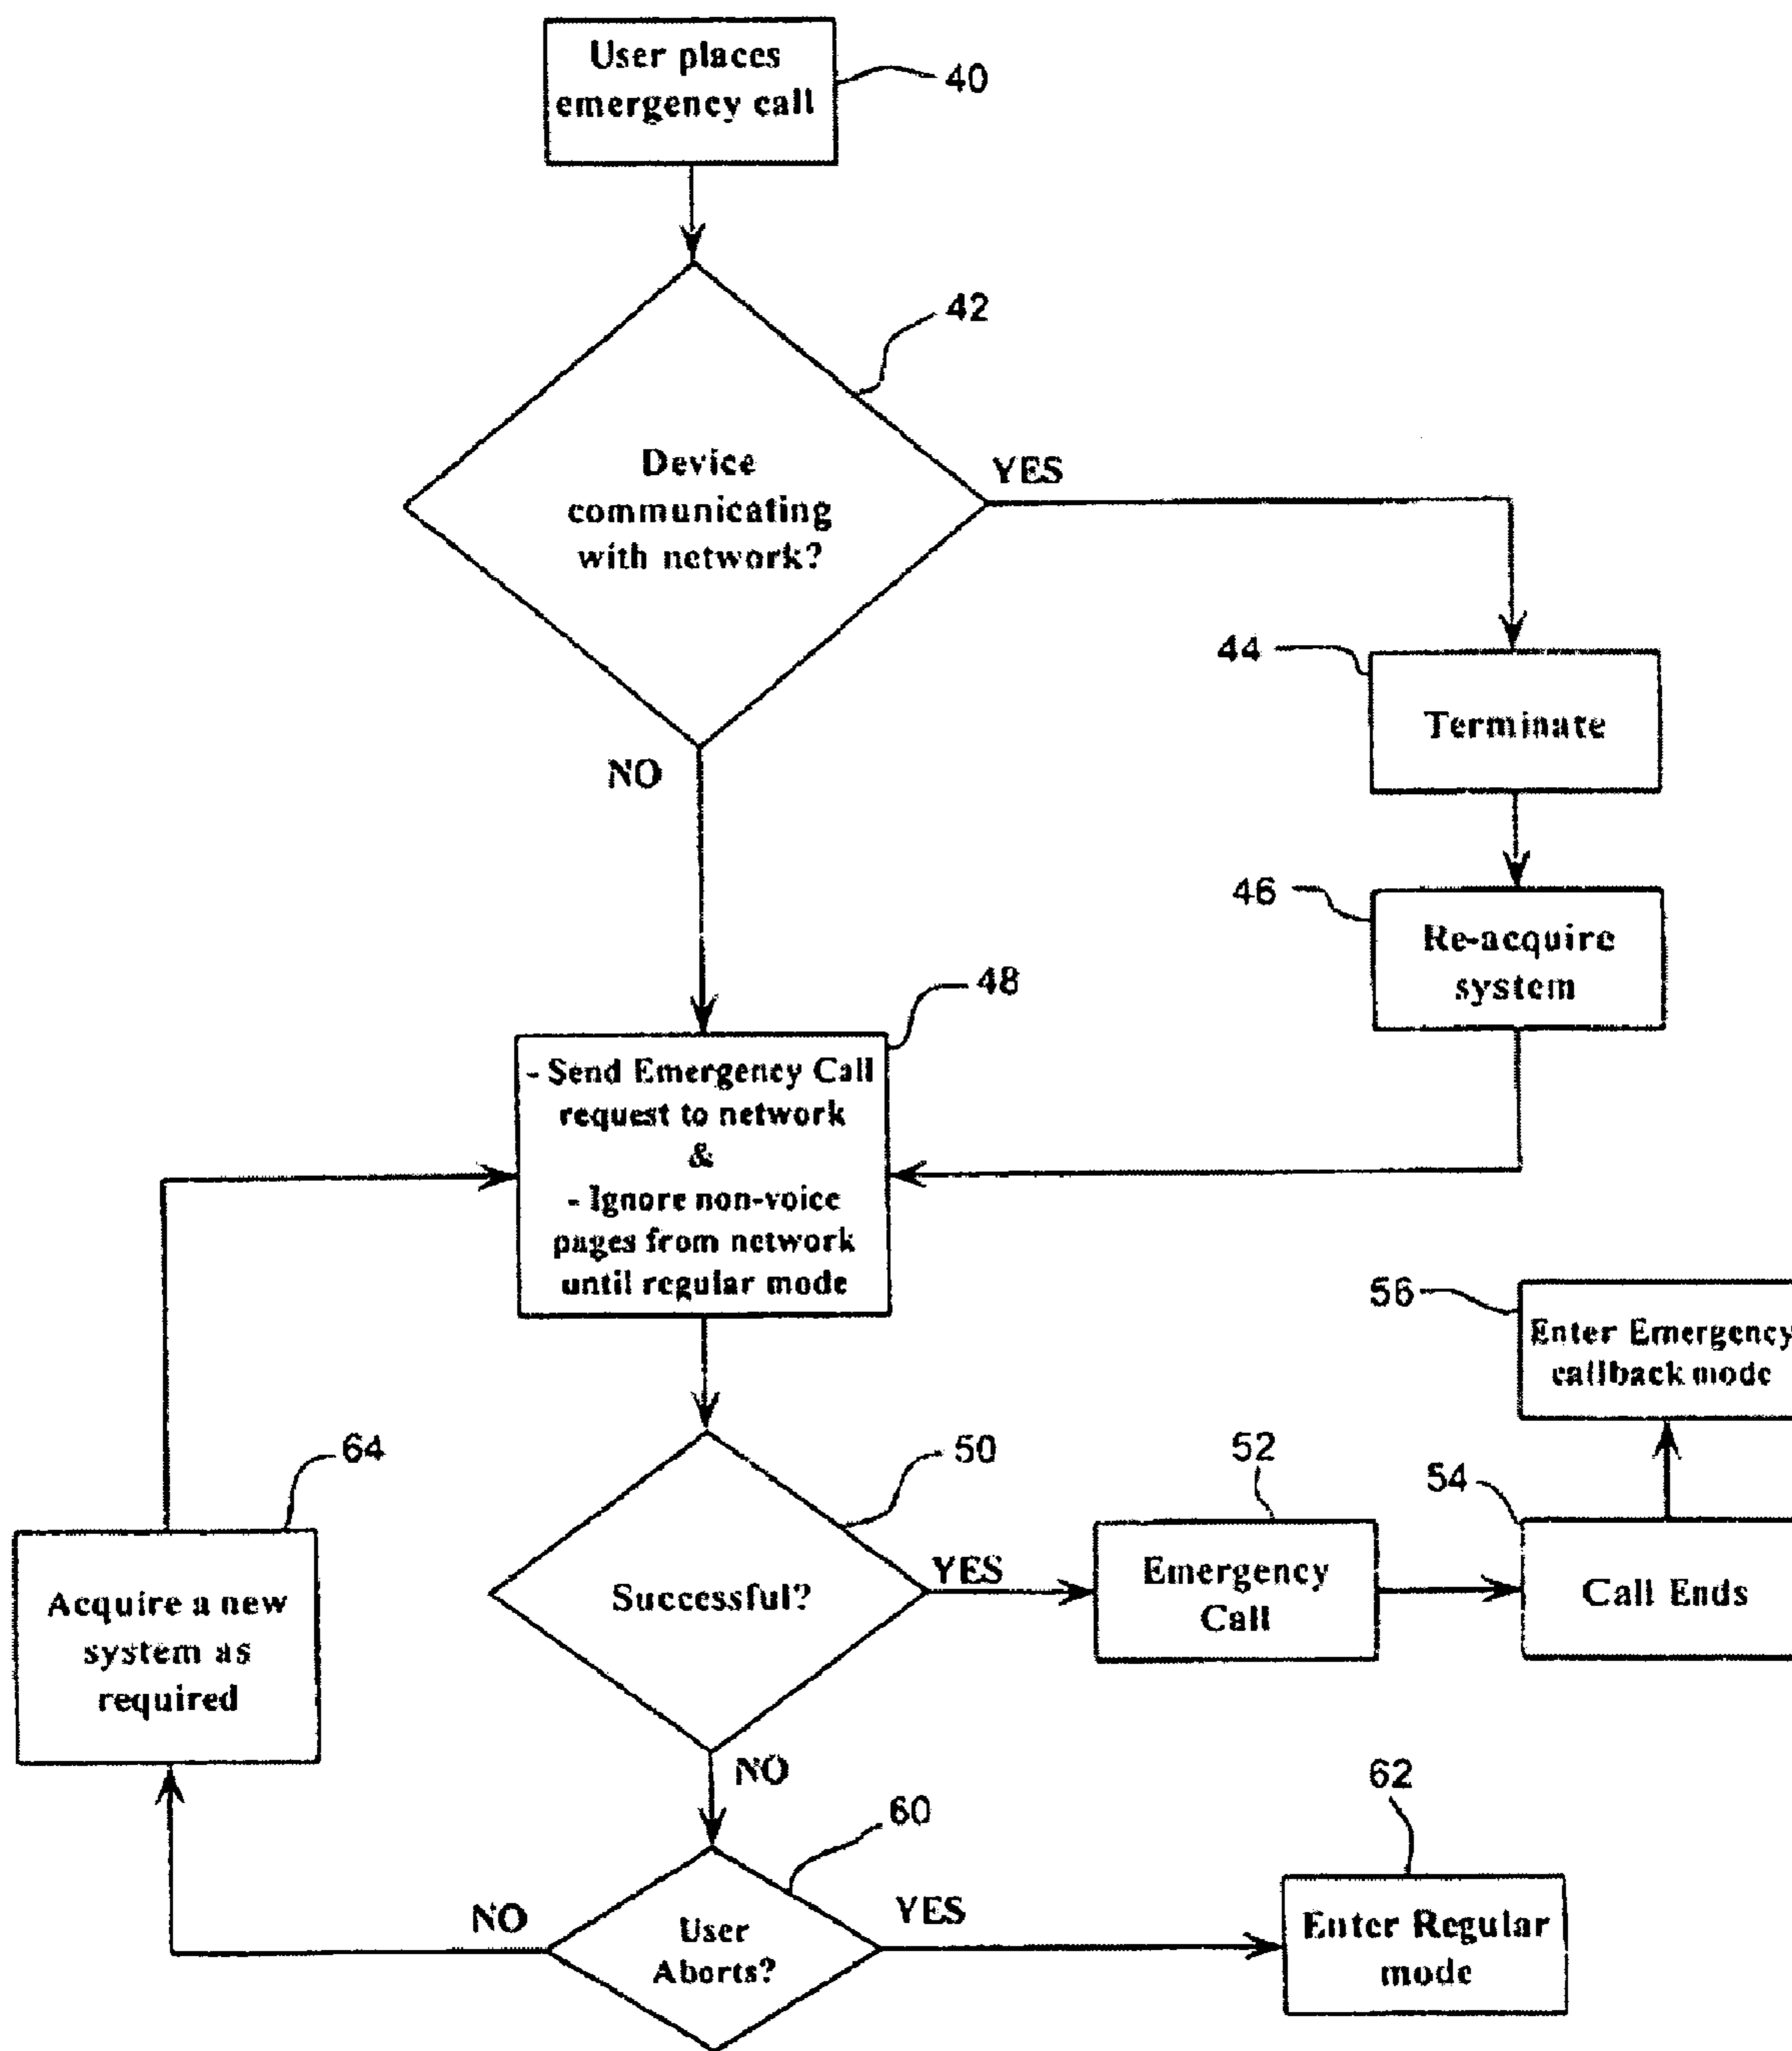 User places
emergency call
40
42
Device
communicating
with network?
YES
NO
44
Terminate
46
Re-acquire
system
48
- Send Emergency Call
request to network
&
- Ignore non-voice
pages from network
until regular mode
56
Enter Emergency
callback mode
64
Acquire a new
system as
required
50
Successful?
YES
NO
52
Emergency
Call
54
Call Ends
60
User
Aborts?
NO
YES
62
Enter Regular
mode